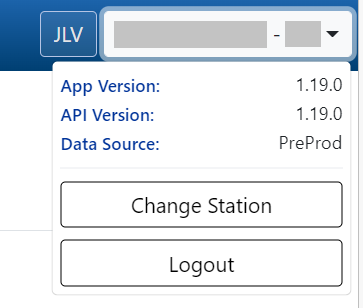 JLV
-
App Version: 1.19.0
API Version: 1.19.0
Data Source: PreProd
Change Station
Logout